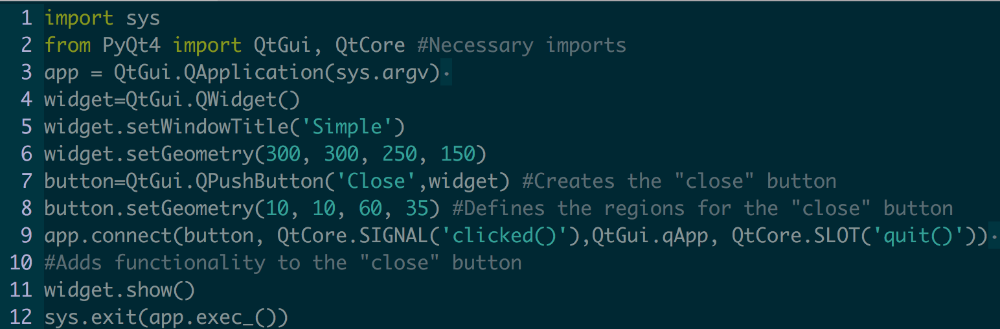 1 import sys
2 from PyQt4 import QtGui, QtCore #Necessary imports
3 app = QtGui.QApplication(sys.argv)·
4 widget=QtGui.QWidget()
5 widget.setWindowTitle('Simple')
6 widget.setGeometry(300, 300, 250, 150)
7 button=QtGui.QPushButton('Close',widget) #Creates the "close" button
8 button.setGeometry(10, 10, 60, 35) #Defines the regions for the "close" button
9 app.connect(button, QtCore.SIGNAL('clicked()'),QtGui.qApp, QtCore.SLOT('quit()'))·
10 #Adds functionality to the "close" button
11 widget.show()
12 sys.exit(app.exec_())